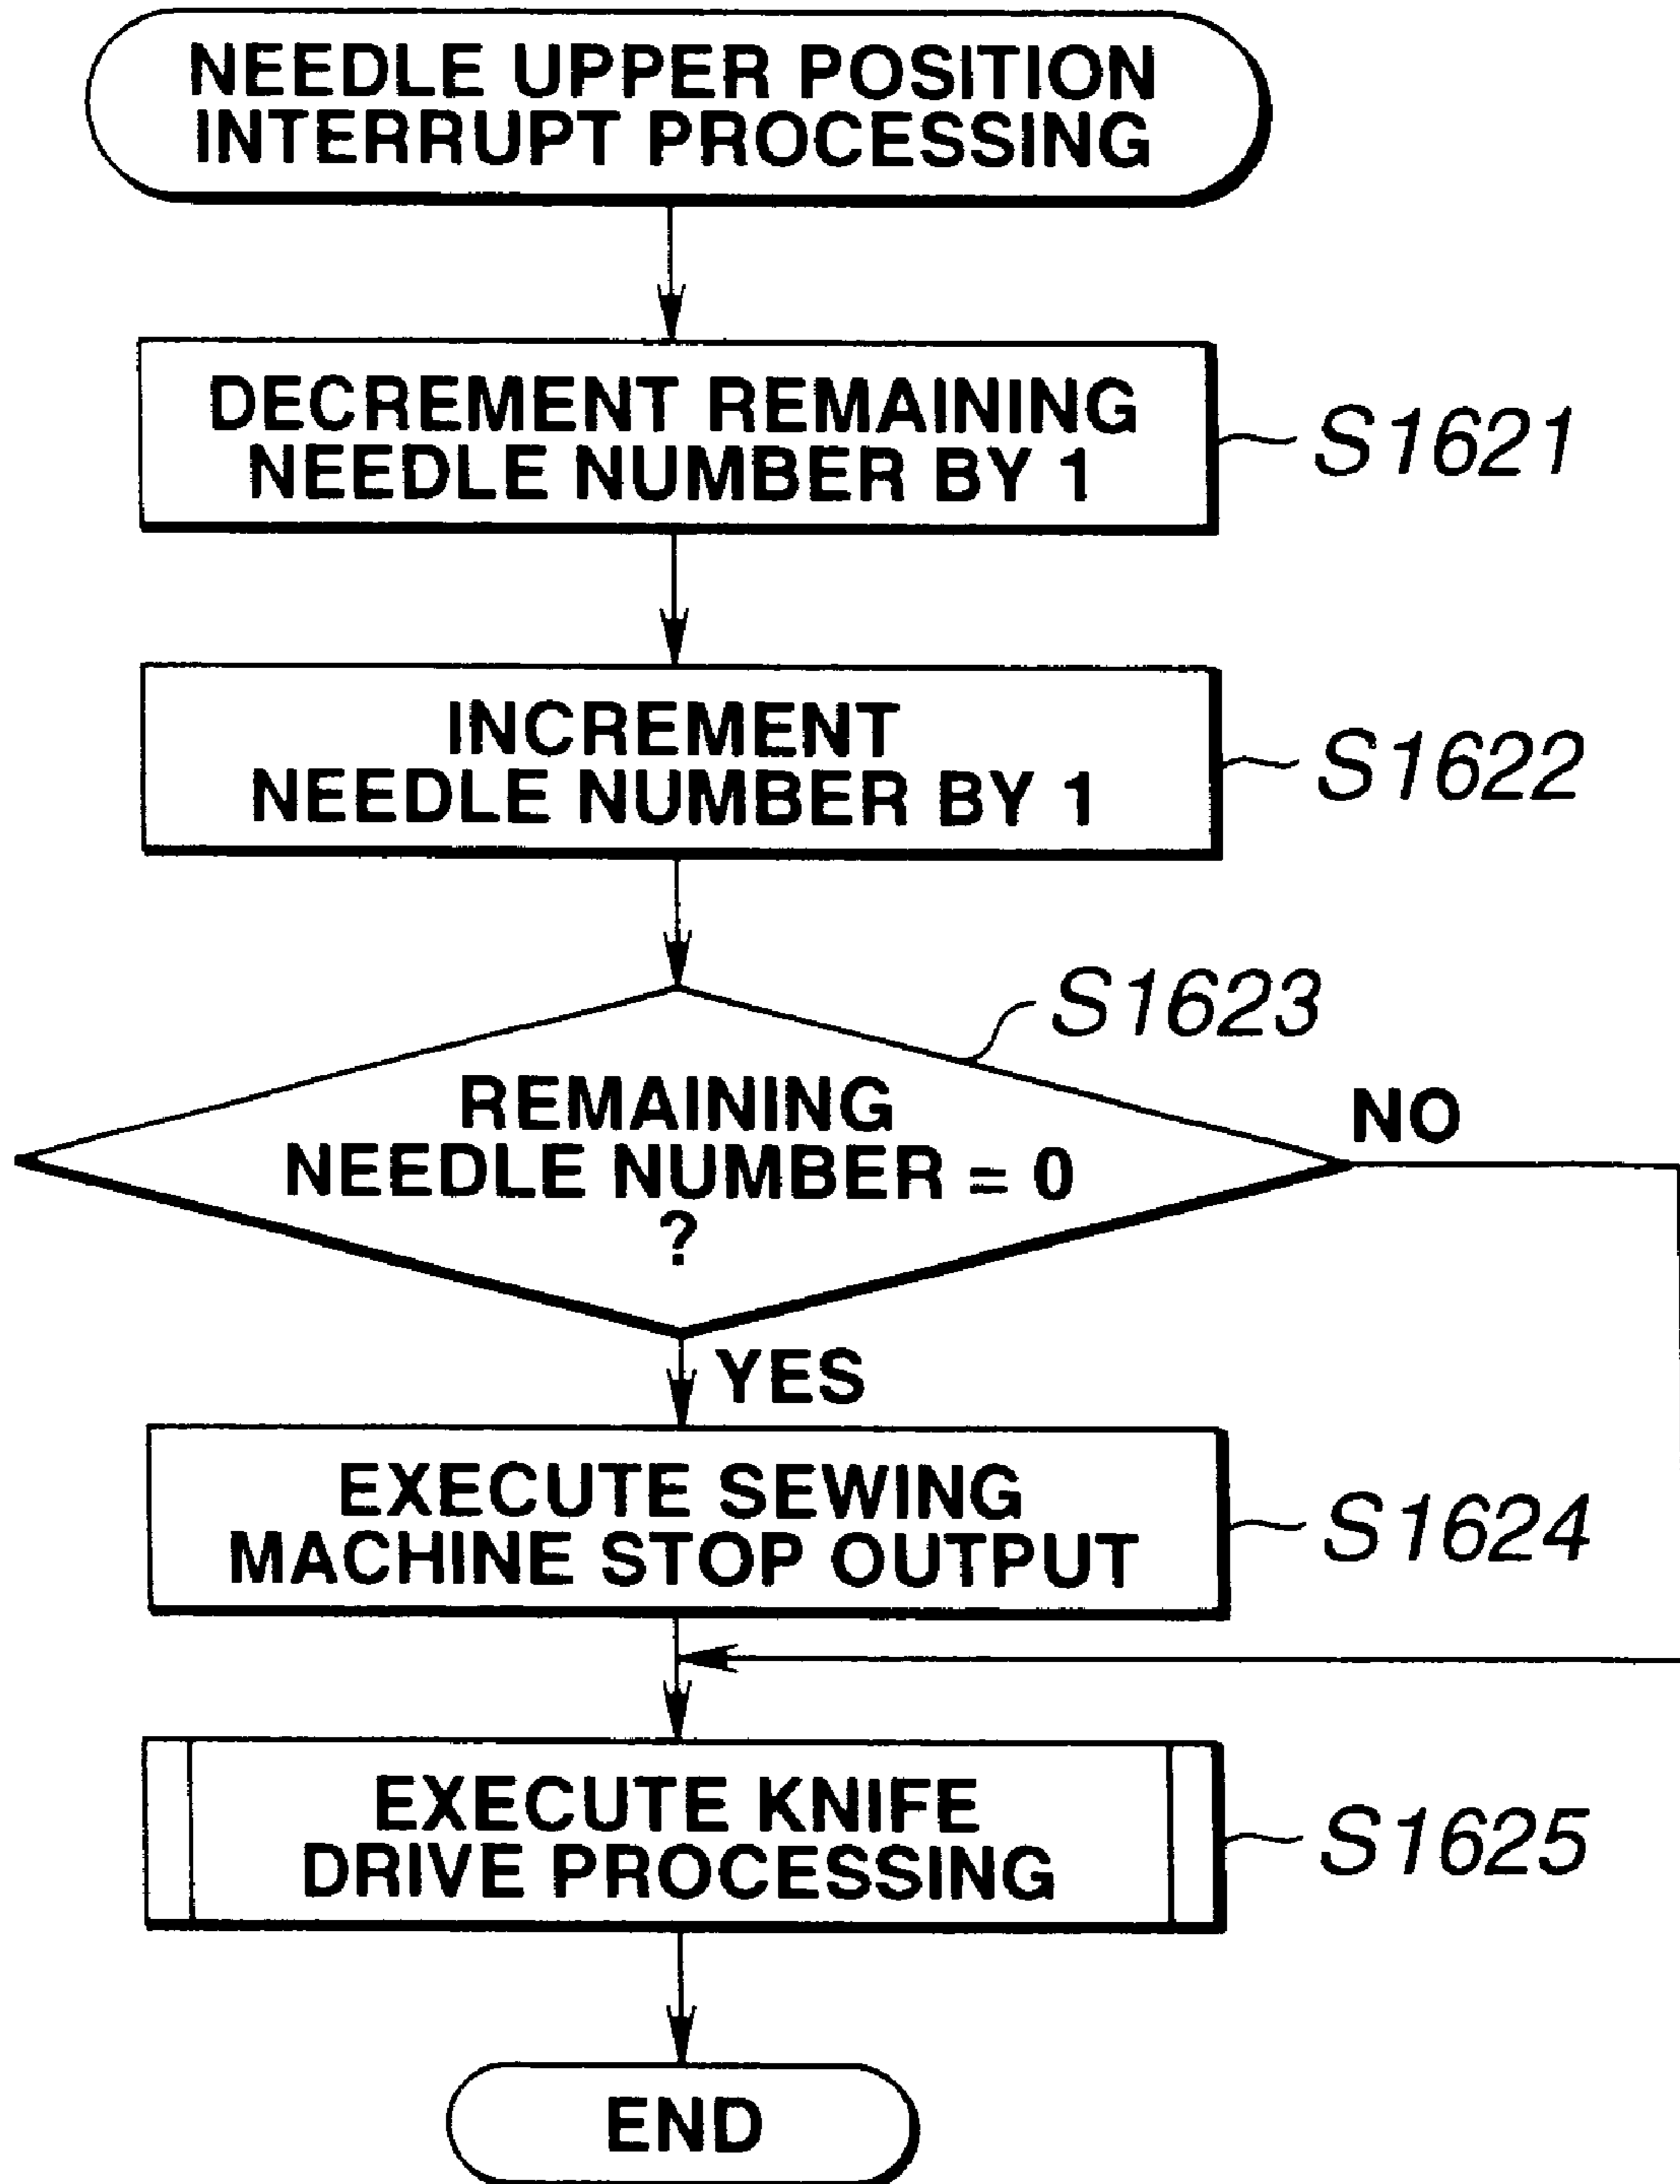 NEEDLE UPPER POSITION
INTERRUPT PROCESSING
DECREMENT REMAINING
NEEDLE NUMBER BY 1
S1621
INCREMENT
NEEDLE NUMBER BY 1
S1622
S1623
REMAINING
NEEDLE NUMBER = 0
?
NO
YES
EXECUTE SEWING
MACHINE STOP OUTPUT
S1624
EXECUTE KNIFE
DRIVE PROCESSING
S1625
END